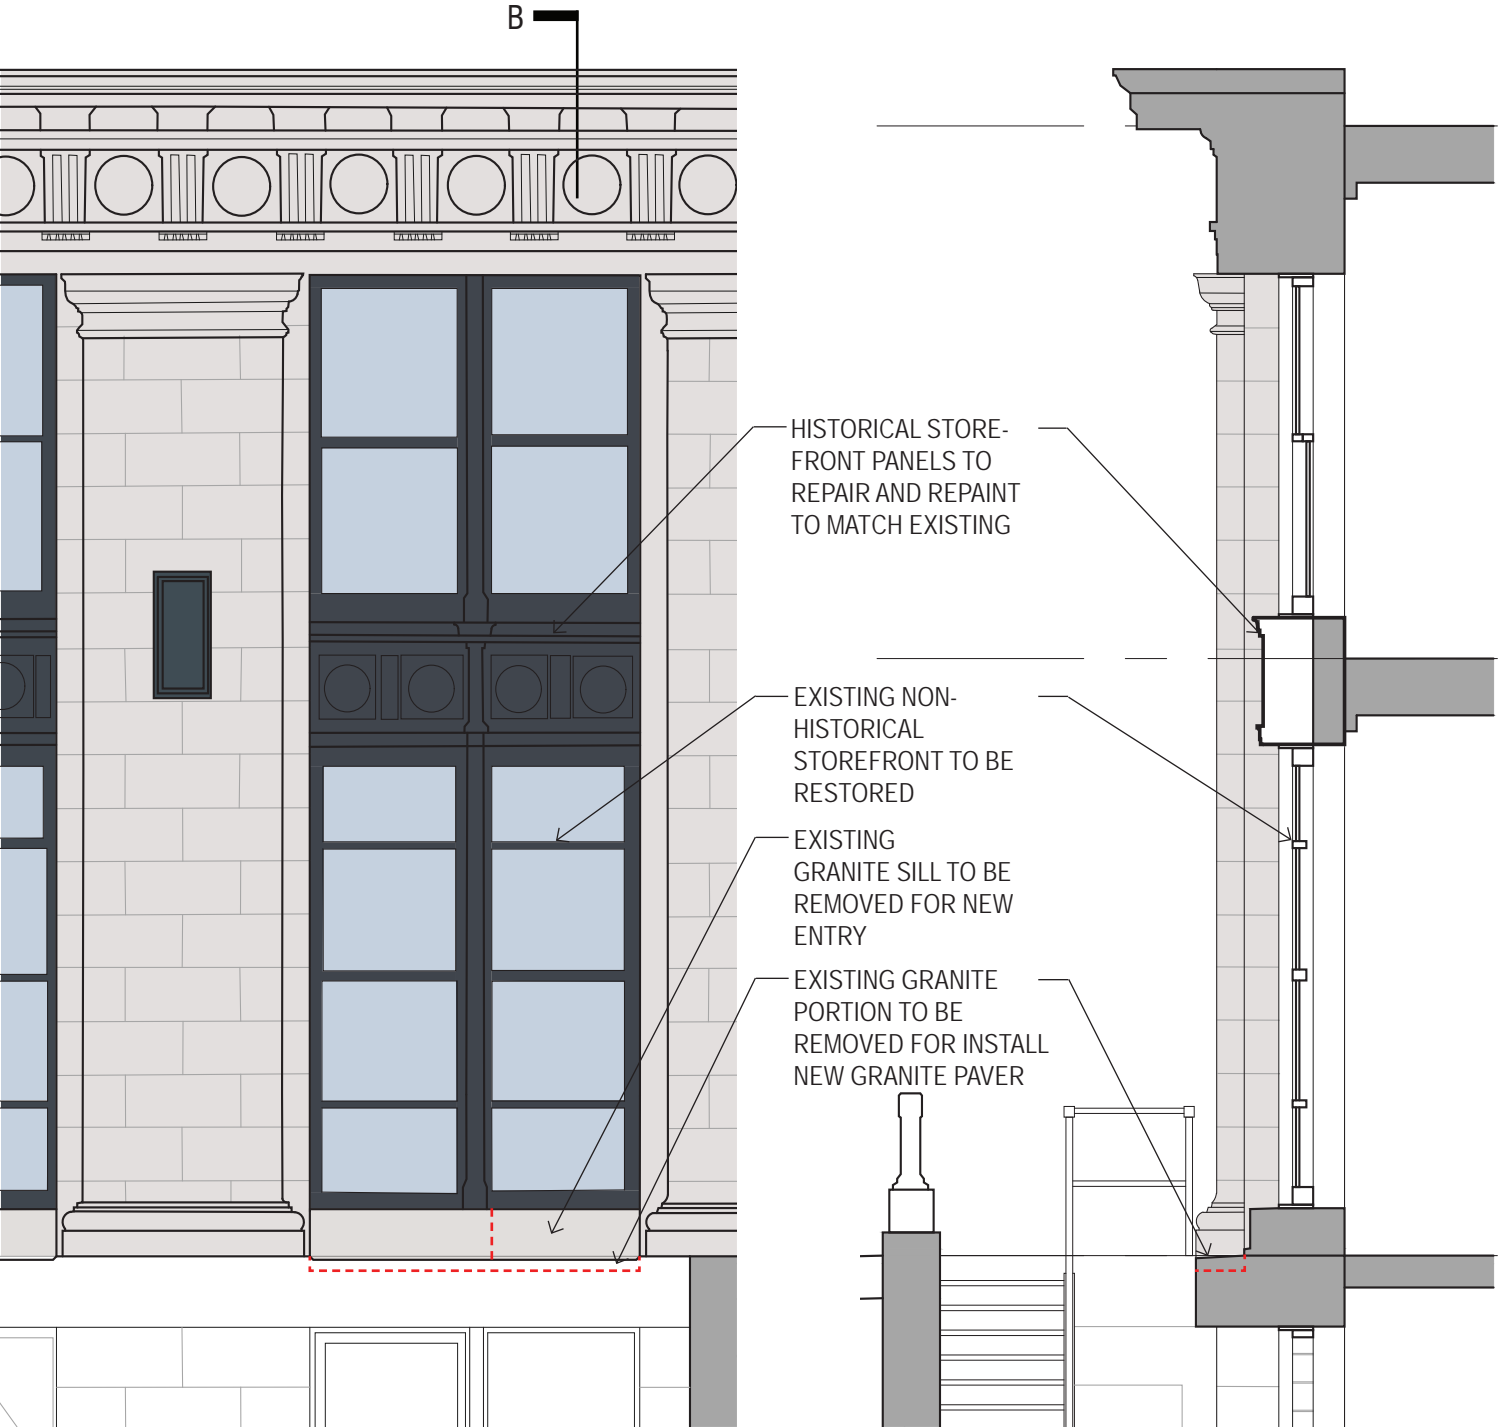 B
HISTORICAL STORE-
FRONT PANELS TO
REPAIR AND REPAINT
TO MATCH EXISTING
EXISTING NON-
HISTORICAL
STOREFRONT TO BE
RESTORED
EXISTING
GRANITE SILL TO BE
REMOVED FOR NEW
ENTRY
EXISTING GRANITE
PORTION TO BE
REMOVED FOR INSTALL
NEW GRANITE PAVER